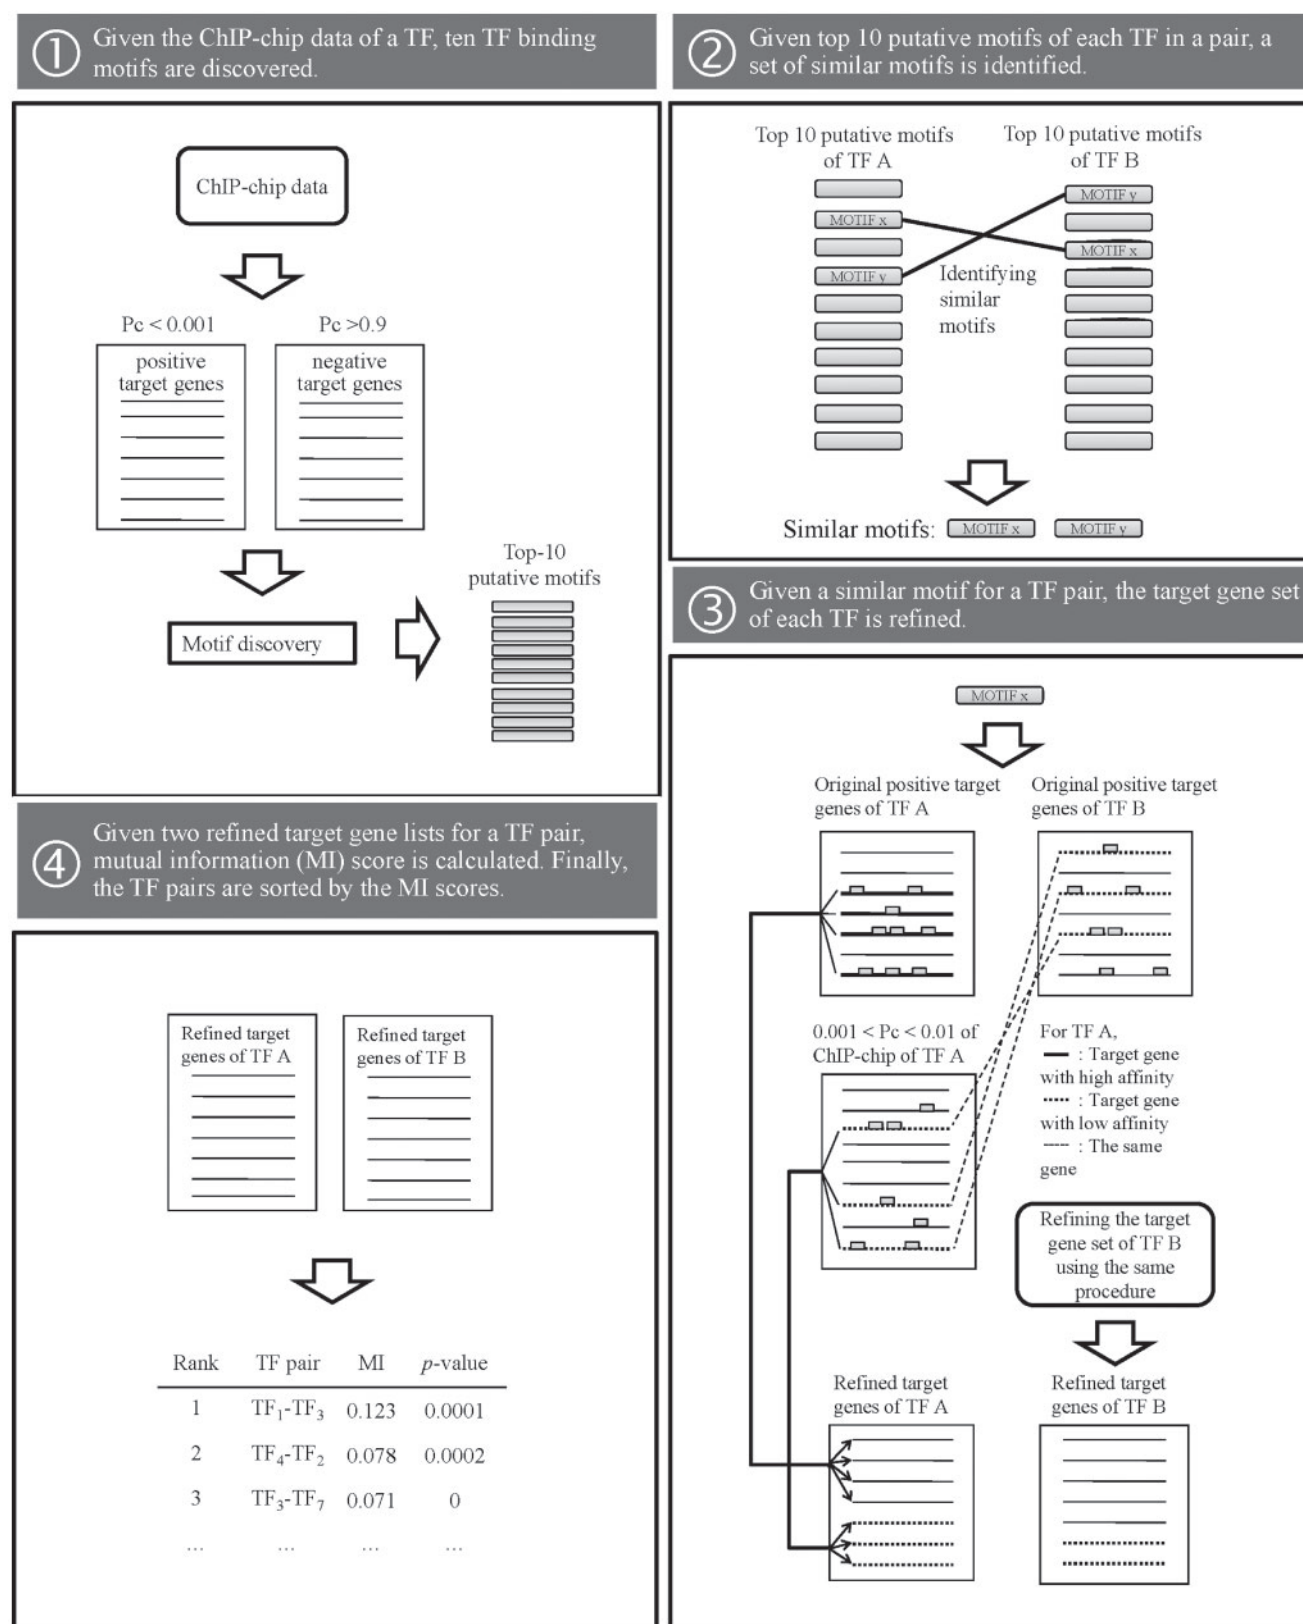 ① Given the ChIP-chip data of a TF, ten TF binding
motifs are discovered.
ChIP-chip data
Pc < 0.001
Pc >0.9
positive
target genes
negative
target genes
Motif discovery
Top-10
putative motifs
② Given top 10 putative motifs of each TF in a pair, a
set of similar motifs is identified.
Top 10 putative motifs
of TF A
Top 10 putative motifs
of TF B
MOTIF y
MOTIF x
MOTIF x
MOTIF y
Identifying
similar
motifs
Similar motifs: MOTIF x MOTIF y
③ Given a similar motif for a TF pair, the target gene set
of each TF is refined.
MOTIF x
Original positive target
genes of TF A
Original positive target
genes of TF B
0.001 < Pc < 0.01 of
ChIP-chip of TF A
For TF A,
: Target gene
with high affinity
: Target gene
with low affinity
: The same
gene
Refining the target
gene set of TF B
using the same
procedure
Refined target
genes of TF A
Refined target
genes of TF B
④ Given two refined target gene lists for a TF pair,
mutual information (MI) score is calculated. Finally,
the TF pairs are sorted by the MI scores.
Refined target
genes of TF A
Refined target
genes of TF B
Rank TF pair MI p-value
1 TF₁-TF₃ 0.123 0.0001
2 TF₄-TF₂ 0.078 0.0002
3 TF₃-TF₇ 0.071 0
... ... ... ...